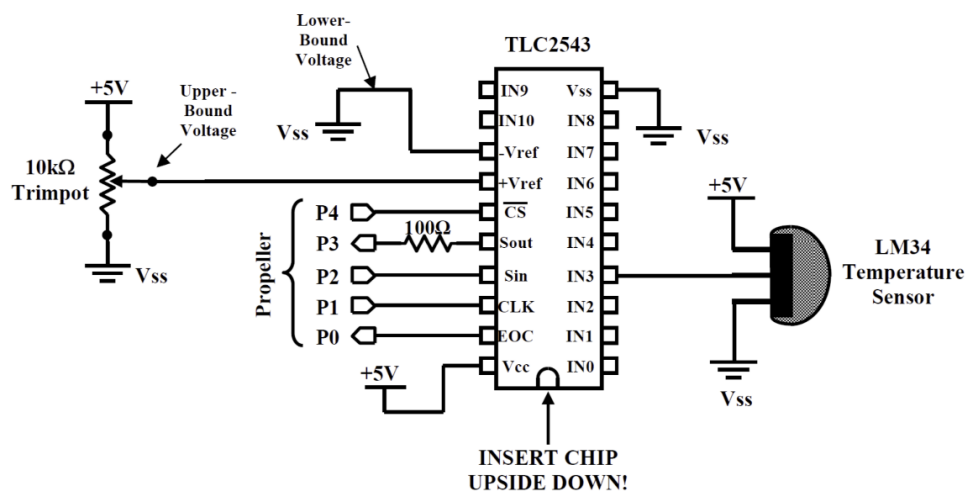 Lower-
Bound
Voltage
TLC2543
+5V
Upper -
Bound
Voltage
Vss
10kΩ
Trimpot
Vss
IN9
IN10
-Vref
+Vref
CS
Sout
Sin
CLK
EOC
Vcc
Vss
IN8
IN7
IN6
IN5
IN4
IN3
IN2
IN1
IN0
Vss
Propeller
P4
P3
100Ω
P2
P1
P0
+5V
+5V
LM34
Temperature
Sensor
Vss
INSERT CHIP
UPSIDE DOWN!